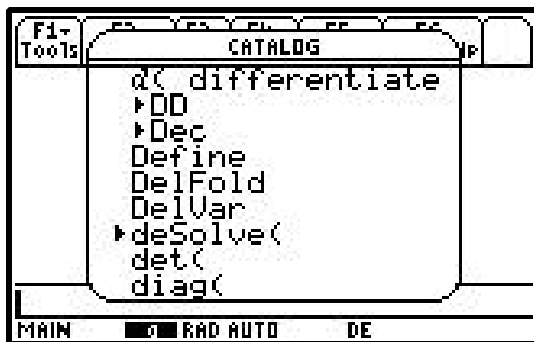 F1▾
Tools
CATALOG
d( differentiate
▶DD
▶Dec
Define
DelFold
DelVar
▶deSolve(
det(
diag(
MAIN RAD AUTO DE